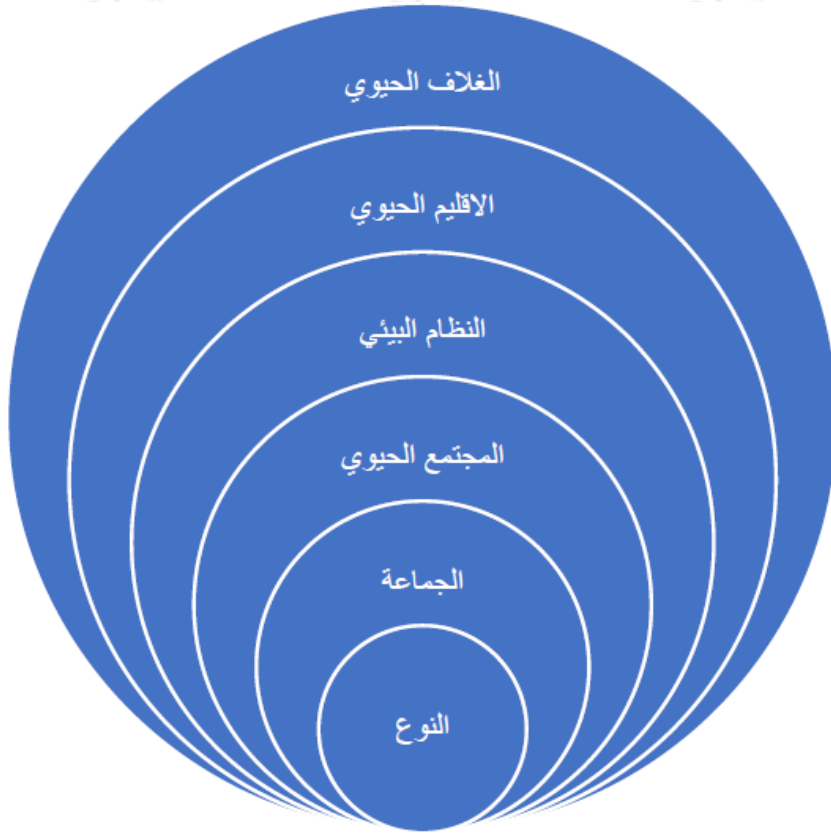 الغلاف الحيوي
الاقليم الحيوي
النظام البيئي
المجتمع الحيوي
الجماعة
النوع